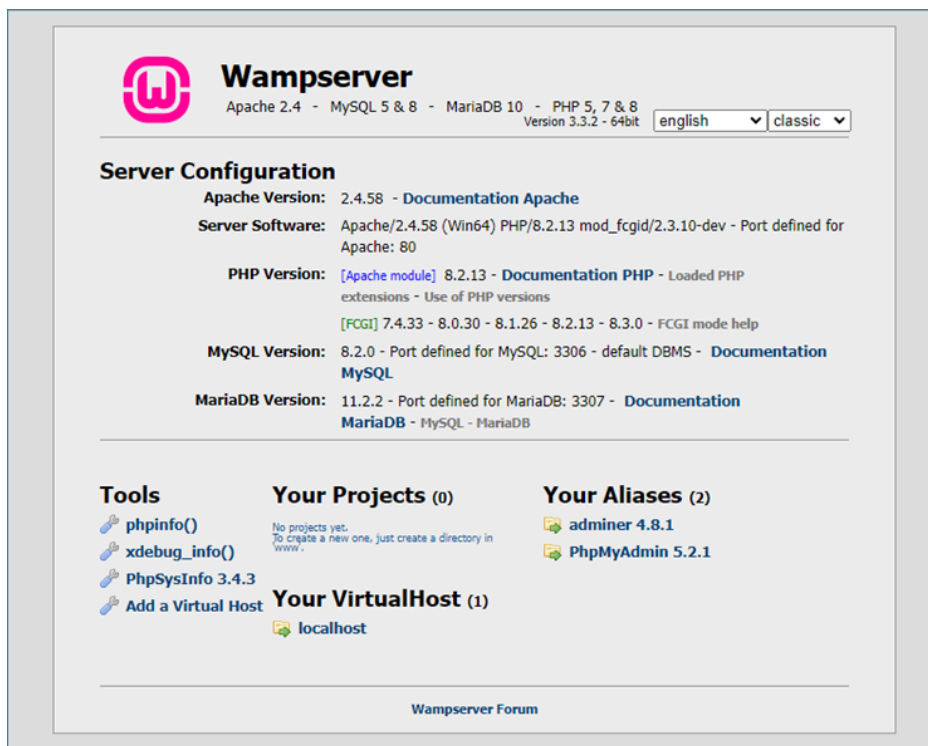 Wampserver
Apache 2.4 - MySQL 5 & 8 - MariaDB 10 - PHP 5, 7 & 8
Version 3.3.2 - 64bit
english
classic
Server Configuration
Apache Version: 2.4.58 - Documentation Apache
Server Software: Apache/2.4.58 (Win64) PHP/8.2.13 mod_fcgid/2.3.10-dev - Port defined for
Apache: 80
PHP Version: [Apache module] 8.2.13 - Documentation PHP - Loaded PHP
extensions - Use of PHP versions
[FCGI] 7.4.33 - 8.0.30 - 8.1.26 - 8.2.13 - 8.3.0 - FCGI mode help
MySQL Version: 8.2.0 - Port defined for MySQL: 3306 - default DBMS - Documentation
MySQL
MariaDB Version: 11.2.2 - Port defined for MariaDB: 3307 - Documentation
MariaDB - MySQL - MariaDB
Tools
phpinfo()
xdebug_info()
PhpSysInfo 3.4.3
Add a Virtual Host
Your Projects (0)
No projects yet.
To create a new one, just create a directory in
'www'.
Your VirtualHost (1)
localhost
Your Aliases (2)
adminer 4.8.1
PhpMyAdmin 5.2.1
Wampserver Forum